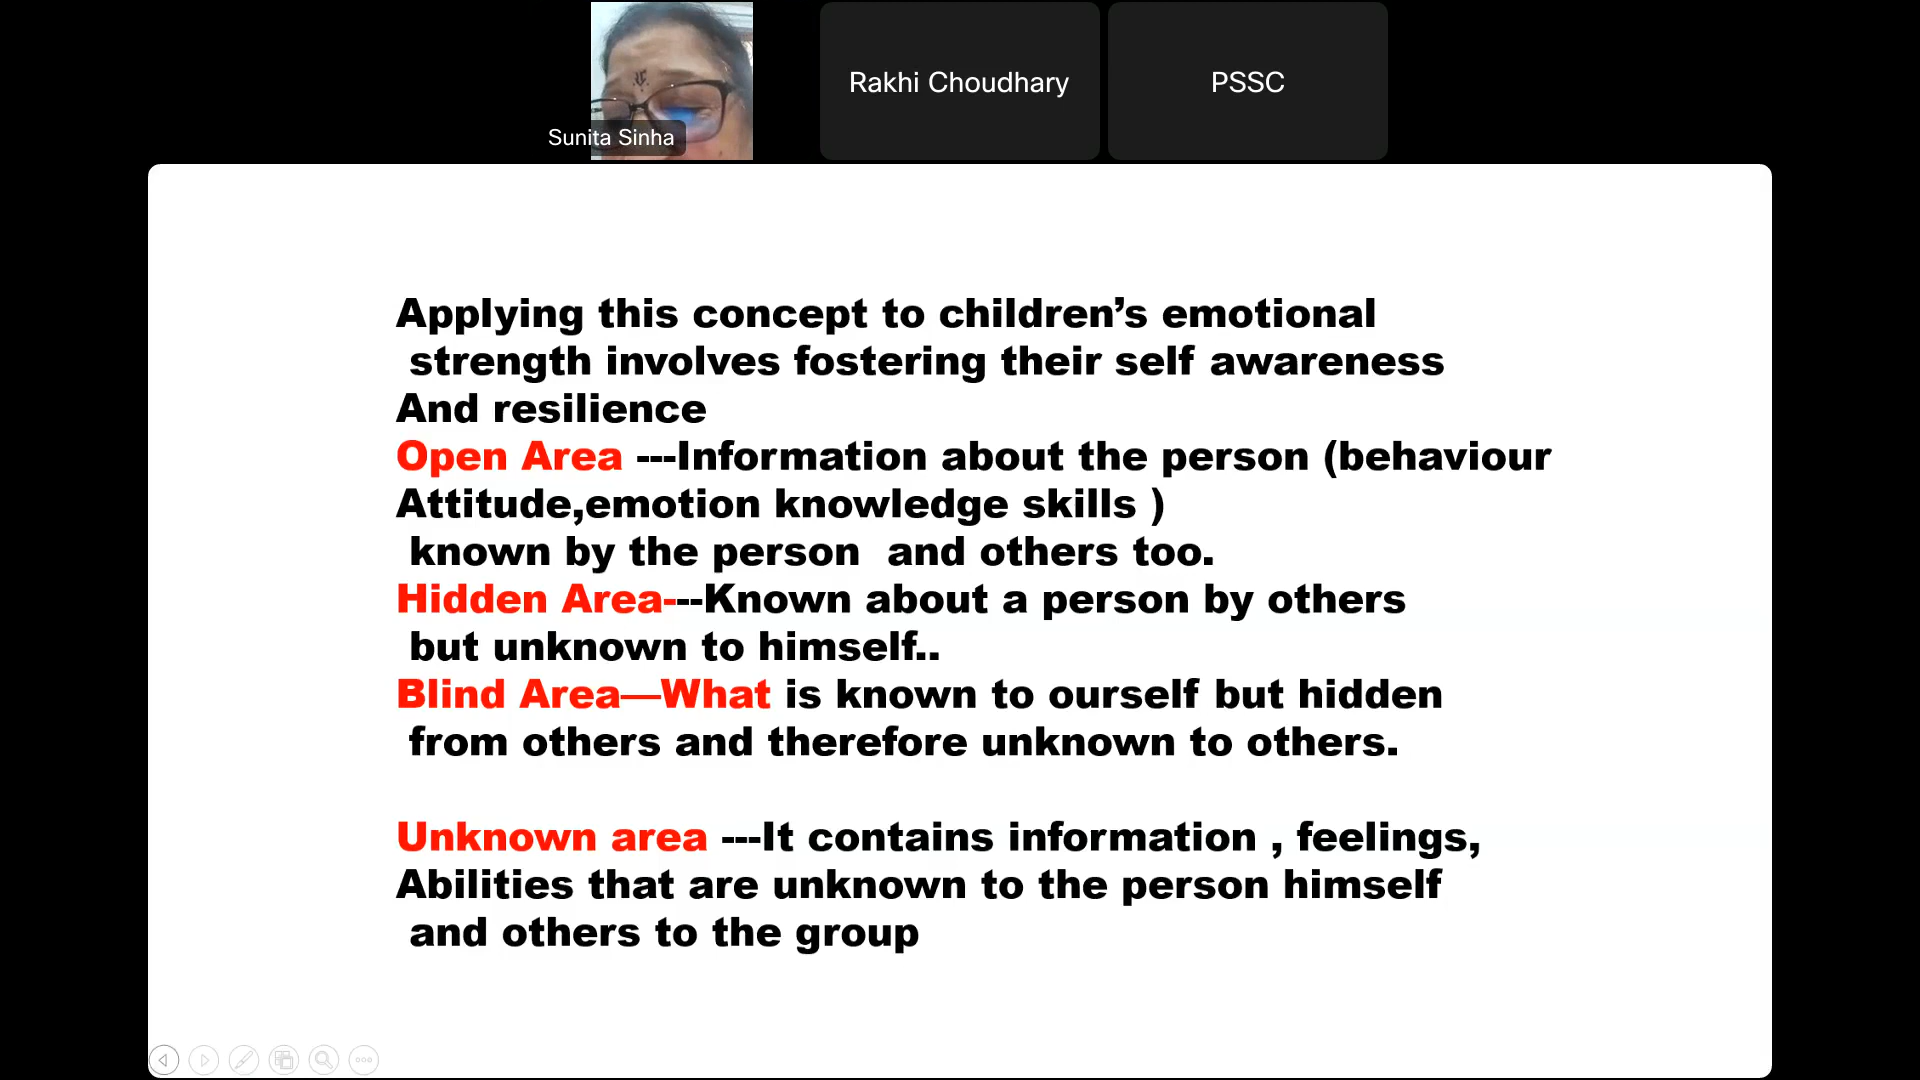 Sunita Sinha
Rakhi Choudhary
PSSC
Applying this concept to children’s emotional
strength involves fostering their self awareness
And resilience
Open Area ---Information about the person (behaviour
Attitude,emotion knowledge skills )
known by the person  and others too.
Hidden Area---Known about a person by others
but unknown to himself..
Blind Area—What is known to ourself but hidden
from others and therefore unknown to others.
Unknown area ---It contains information , feelings,
Abilities that are unknown to the person himself
and others to the group